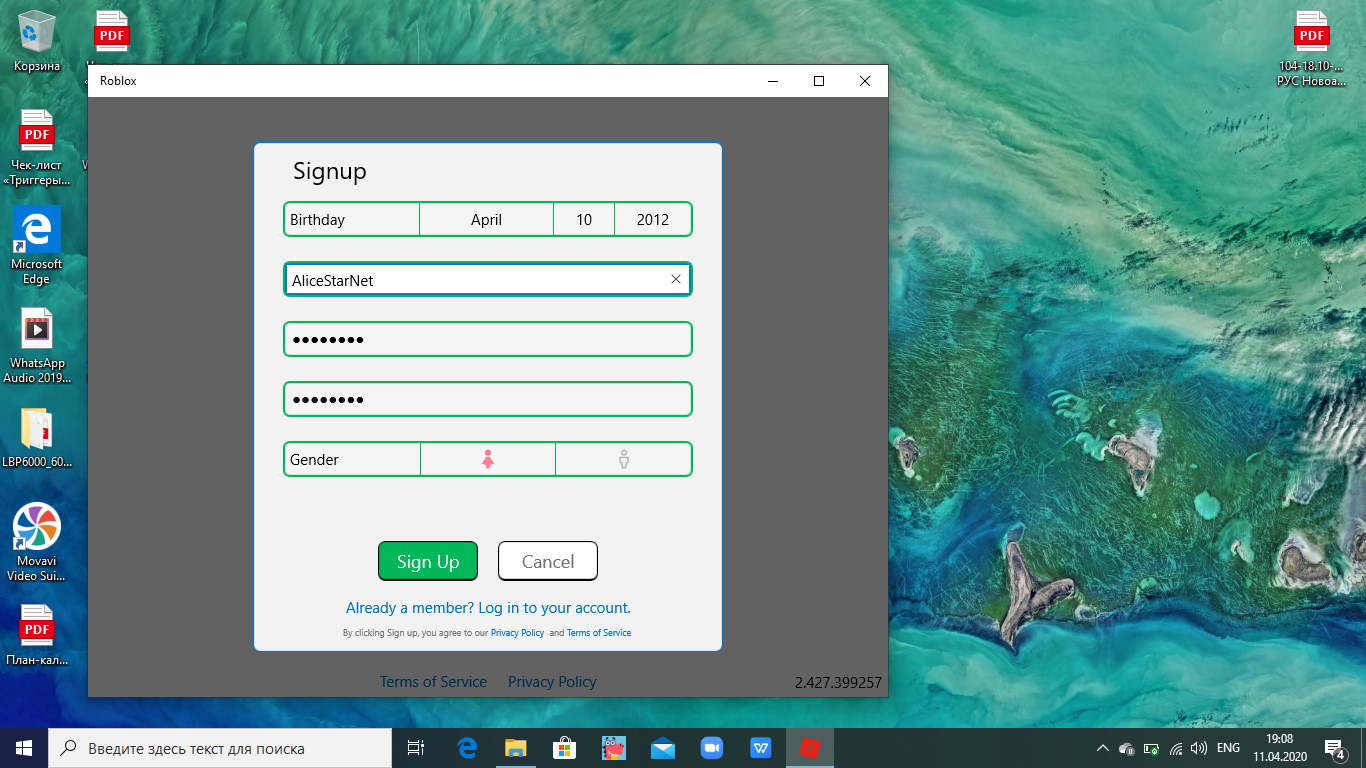 Корзина
PDF
PDF
104-18.10-...
РУС Новоа...
Roblox
PDF
Чек-лист
«Триггеры...
Microsoft
Edge
WhatsApp
Audio 2019...
LBP6000_60...
Movavi
Video Sui...
PDF
План-кал...
Signup
Birthday April 10 2012
AliceStarNet
Gender
Sign Up Cancel
Already a member? Log in to your account.
By clicking Sign up, you agree to our Privacy Policy and Terms of Service
Terms of Service Privacy Policy 2.427.399257
Введите здесь текст для поиска
ENG
19:08
11.04.2020
4